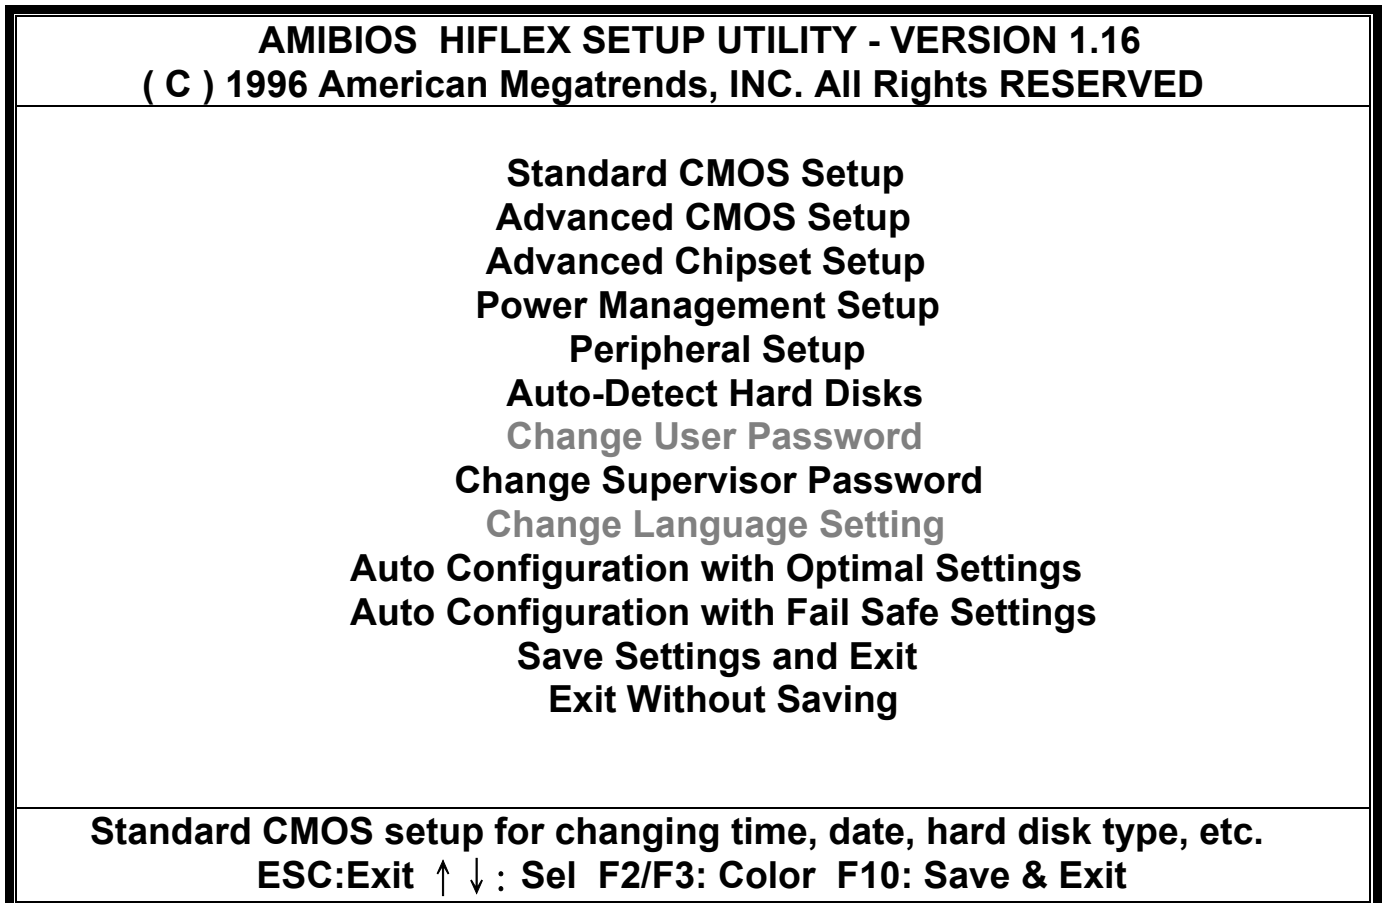 AMIBIOS  HIFLEX SETUP UTILITY - VERSION 1.16
( C ) 1996 American Megatrends, INC. All Rights RESERVED
Standard CMOS Setup
Advanced CMOS Setup
Advanced Chipset Setup
Power Management Setup
Peripheral Setup
Auto-Detect Hard Disks
Change User Password
Change Supervisor Password
Change Language Setting
Auto Configuration with Optimal Settings
Auto Configuration with Fail Safe Settings
Save Settings and Exit
Exit Without Saving
Standard CMOS setup for changing time, date, hard disk type, etc.
ESC:Exit ↑ ↓ : Sel  F2/F3: Color  F10: Save & Exit